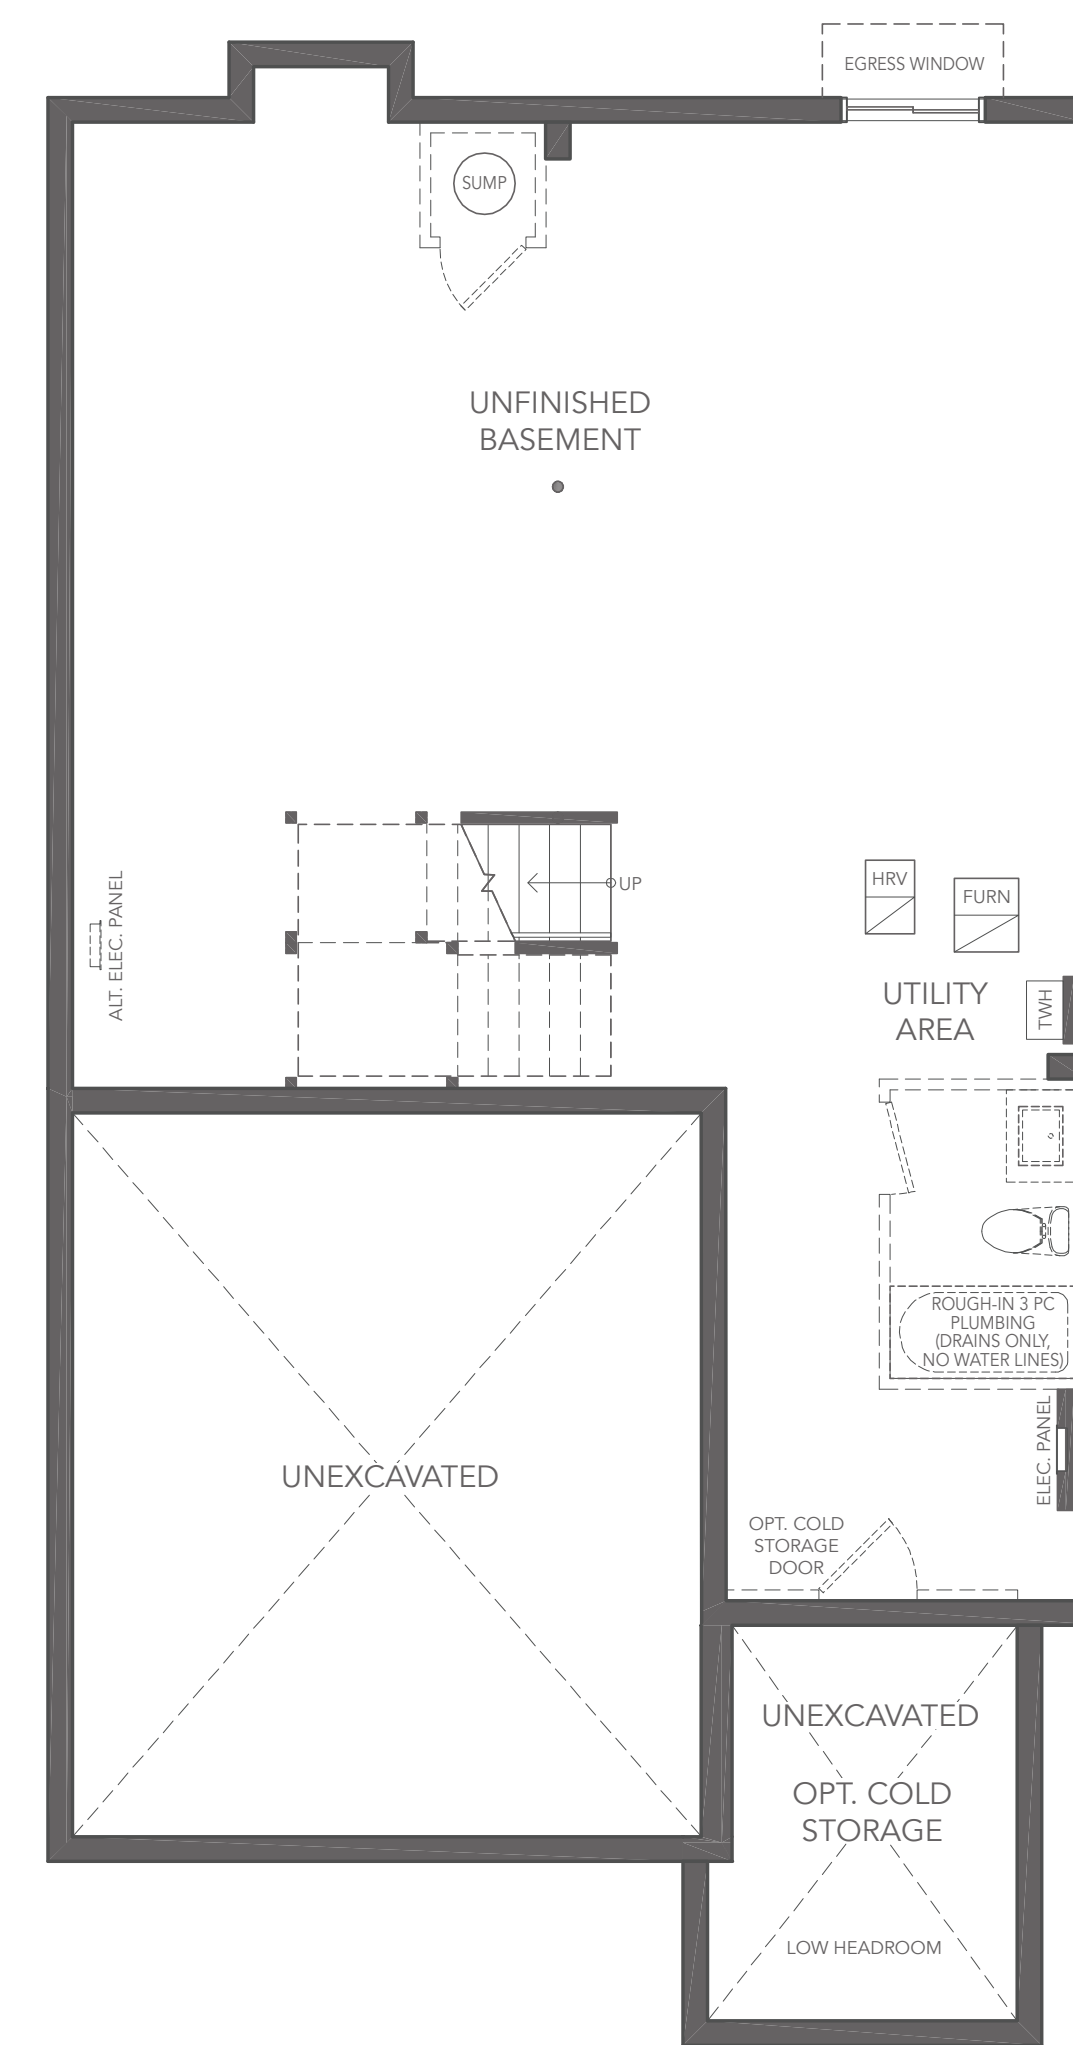 EGRESS WINDOW
SUMP
UNFINISHED
BASEMENT
UP
HRV
FURN
ALT. ELEC. PANEL
UTILITY
AREA
TWH
ROUGH-IN 3 PC
PLUMBING
(DRAINS ONLY,
NO WATER LINES)
ELEC. PANEL
UNEXCAVATED
OPT. COLD
STORAGE
DOOR
UNEXCAVATED
OPT. COLD
STORAGE
LOW HEADROOM